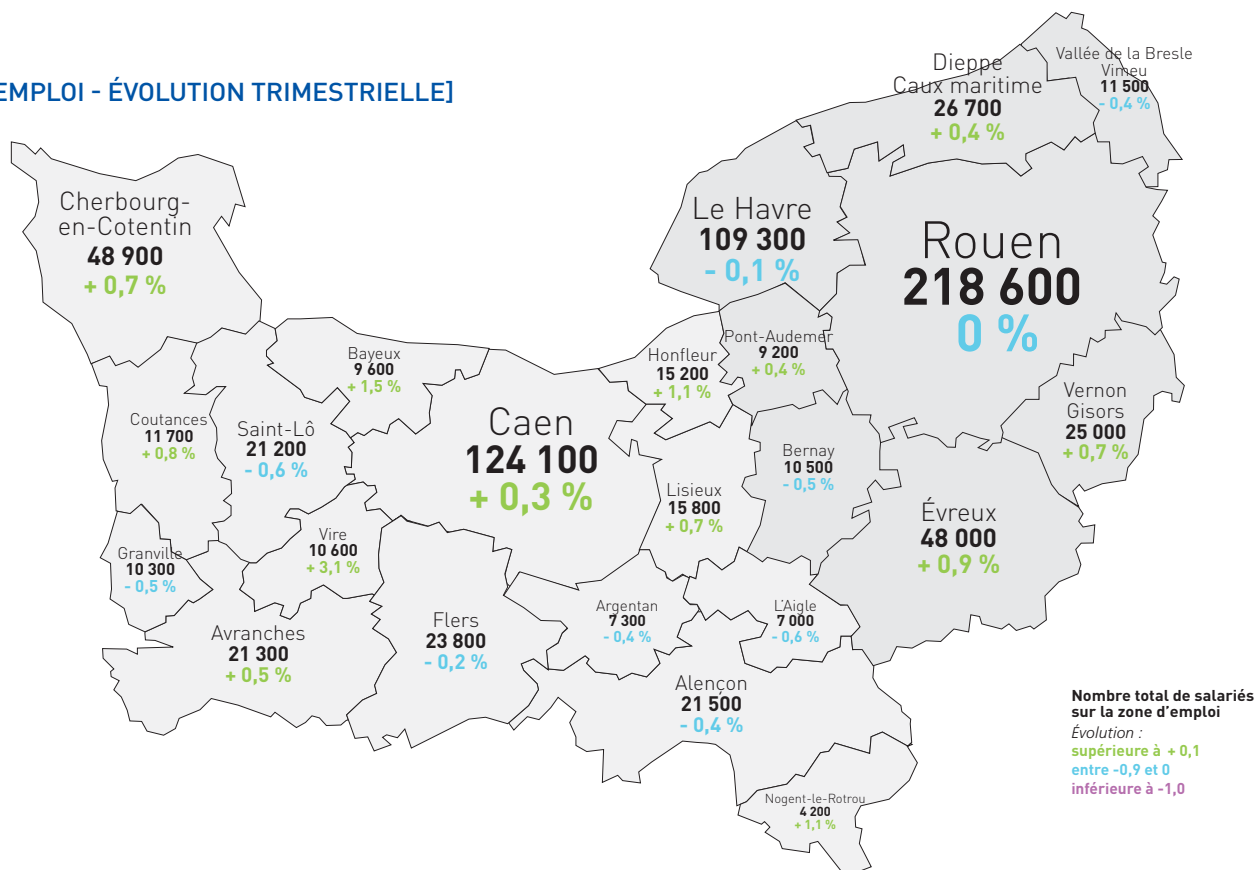 EMPLOI - ÉVOLUTION TRIMESTRIELLE]
Vallée de la Bresle
Vimeu
11 500
- 0,4 %
Dieppe
Caux maritime
26 700
+ 0,4 %
Cherbourg-
en-Cotentin
48 900
+ 0,7 %
Le Havre
109 300
- 0,1 %
Rouen
218 600
0 %
Bayeux
9 600
+ 1,5 %
Honfleur
15 200
+ 1,1 %
Pont-Audemer
9 200
+ 0,4 %
Vernon
Gisors
25 000
+ 0,7 %
Coutances
11 700
+ 0,8 %
Saint-Lô
21 200
- 0,6 %
Caen
124 100
+ 0,3 %
Bernay
10 500
- 0,5 %
Lisieux
15 800
+ 0,7 %
Évreux
48 000
+ 0,9 %
Vire
10 600
+ 3,1 %
Granville
10 300
- 0,5 %
Avranches
21 300
+ 0,5 %
Flers
23 800
- 0,2 %
Argentan
7 300
- 0,4 %
L'Aigle
7 000
- 0,6 %
Alençon
21 500
- 0,4 %
Nogent-le-Rotrou
4 200
+ 1,1 %
Nombre total de salariés
sur la zone d'emploi
Évolution :
supérieure à + 0,1
entre -0,9 et 0
inférieure à -1,0